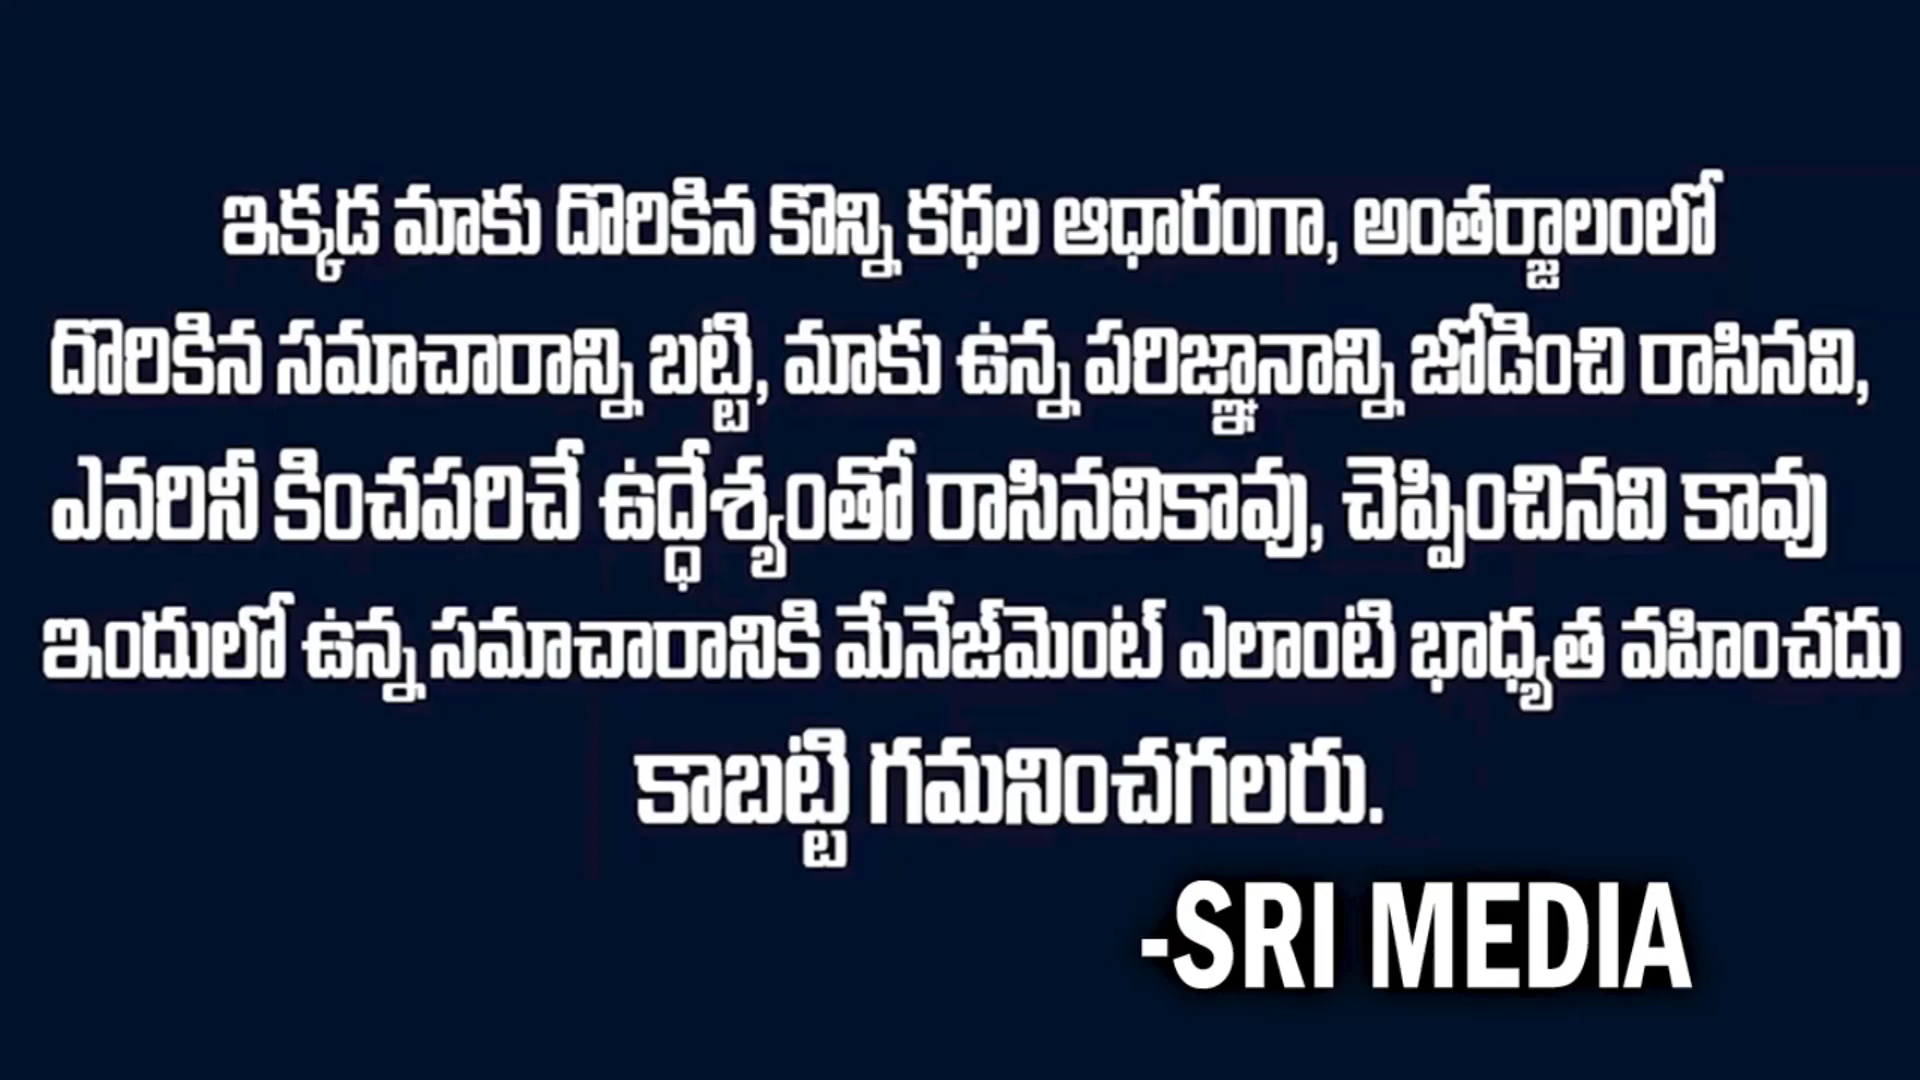 ఇక్కడ మాకు దొరికిన కొన్ని కధల ఆధారంగా, అంతర్జాలంలో
దొరికిన సమాచారాన్ని బట్టి, మాకు ఉన్న పరిజ్ఞానాన్ని జోడించి రాసినవి,
ఎవరినీ కించపరిచే ఉద్ధేశ్యంతో రాసినవికావు, చెప్పించినవి కావు
ఇందులో ఉన్న సమాచారానికి మేనేజ్‌మెంట్ ఎలాంటి భాధ్యత వహించదు
కాబట్టి గమనించగలరు.
-SRI MEDIA